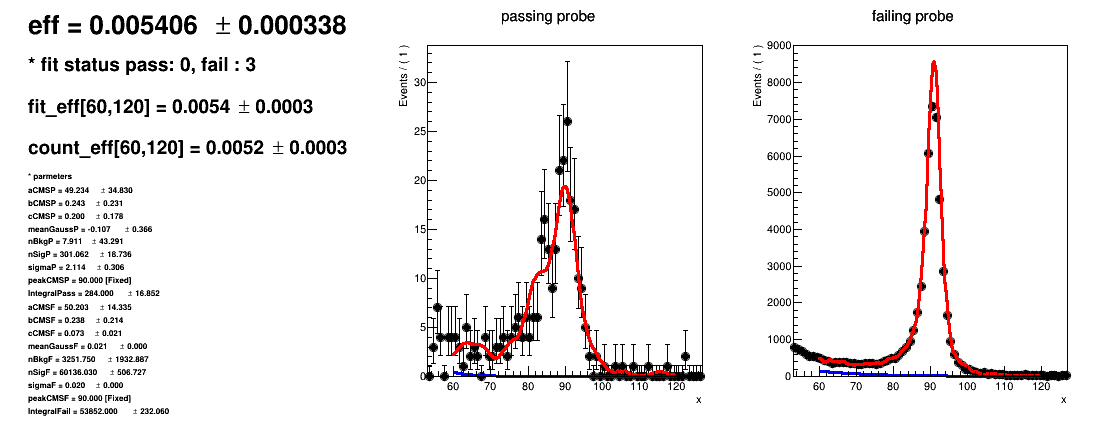 eff = 0.005406 ± 0.000338
* fit status pass: 0, fail : 3
fit_eff[60,120] = 0.0054 ± 0.0003
count_eff[60,120] = 0.0052 ± 0.0003
* parmeters
aCMSP = 49.234 ± 34.830
bCMSP = 0.243 ± 0.231
cCMSP = 0.200 ± 0.178
meanGaussP = -0.107 ± 0.366
nBkgP = 7.911 ± 43.291
nSigP = 301.062 ± 18.736
sigmaP = 2.114 ± 0.306
peakCMSP = 90.000 [Fixed]
IntegralPass = 284.000 ± 16.852
aCMSF = 50.203 ± 14.335
bCMSF = 0.238 ± 0.214
cCMSF = 0.073 ± 0.021
meanGaussF = 0.021 ± 0.000
nBkgF = 3251.750 ± 1932.887
nSigF = 60136.030 ± 506.727
sigmaF = 0.020 ± 0.000
peakCMSF = 90.000 [Fixed]
IntegralFail = 53852.000 ± 232.060
passing probe
Events / ( 1 )
30
25
20
15
10
5
0
60 70 80 90 100 110 120
x
failing probe
Events / ( 1 )
9000
8000
7000
6000
5000
4000
3000
2000
1000
0
60 70 80 90 100 110 120
x